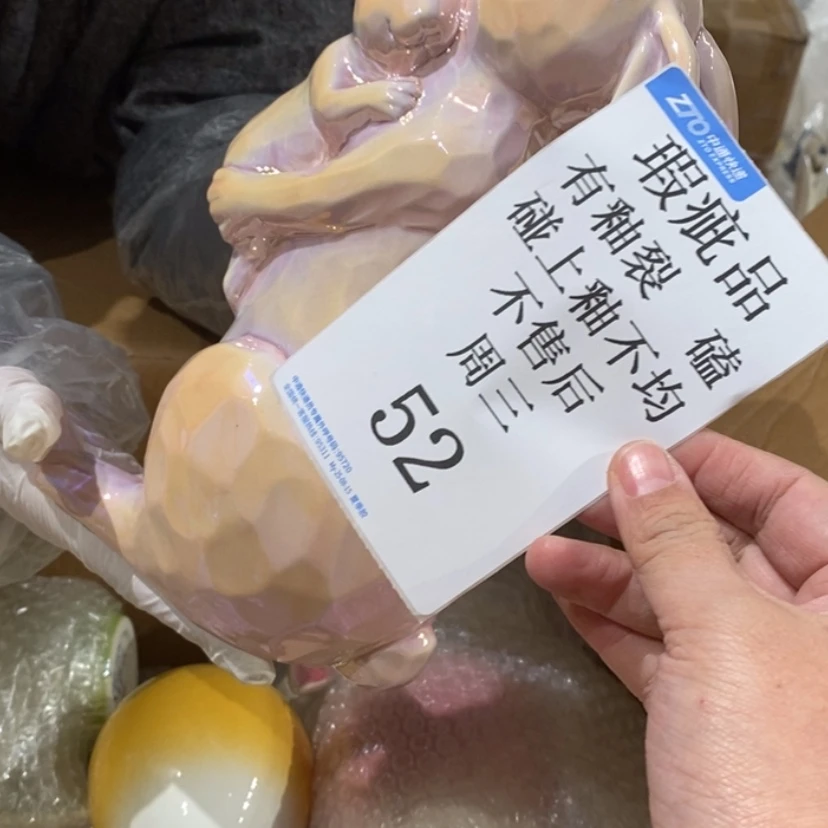 ZTO 中通快递
ZTO EXPRESS
瑕疵品
有釉裂 磕
碰上釉不均
不售后
周三
52